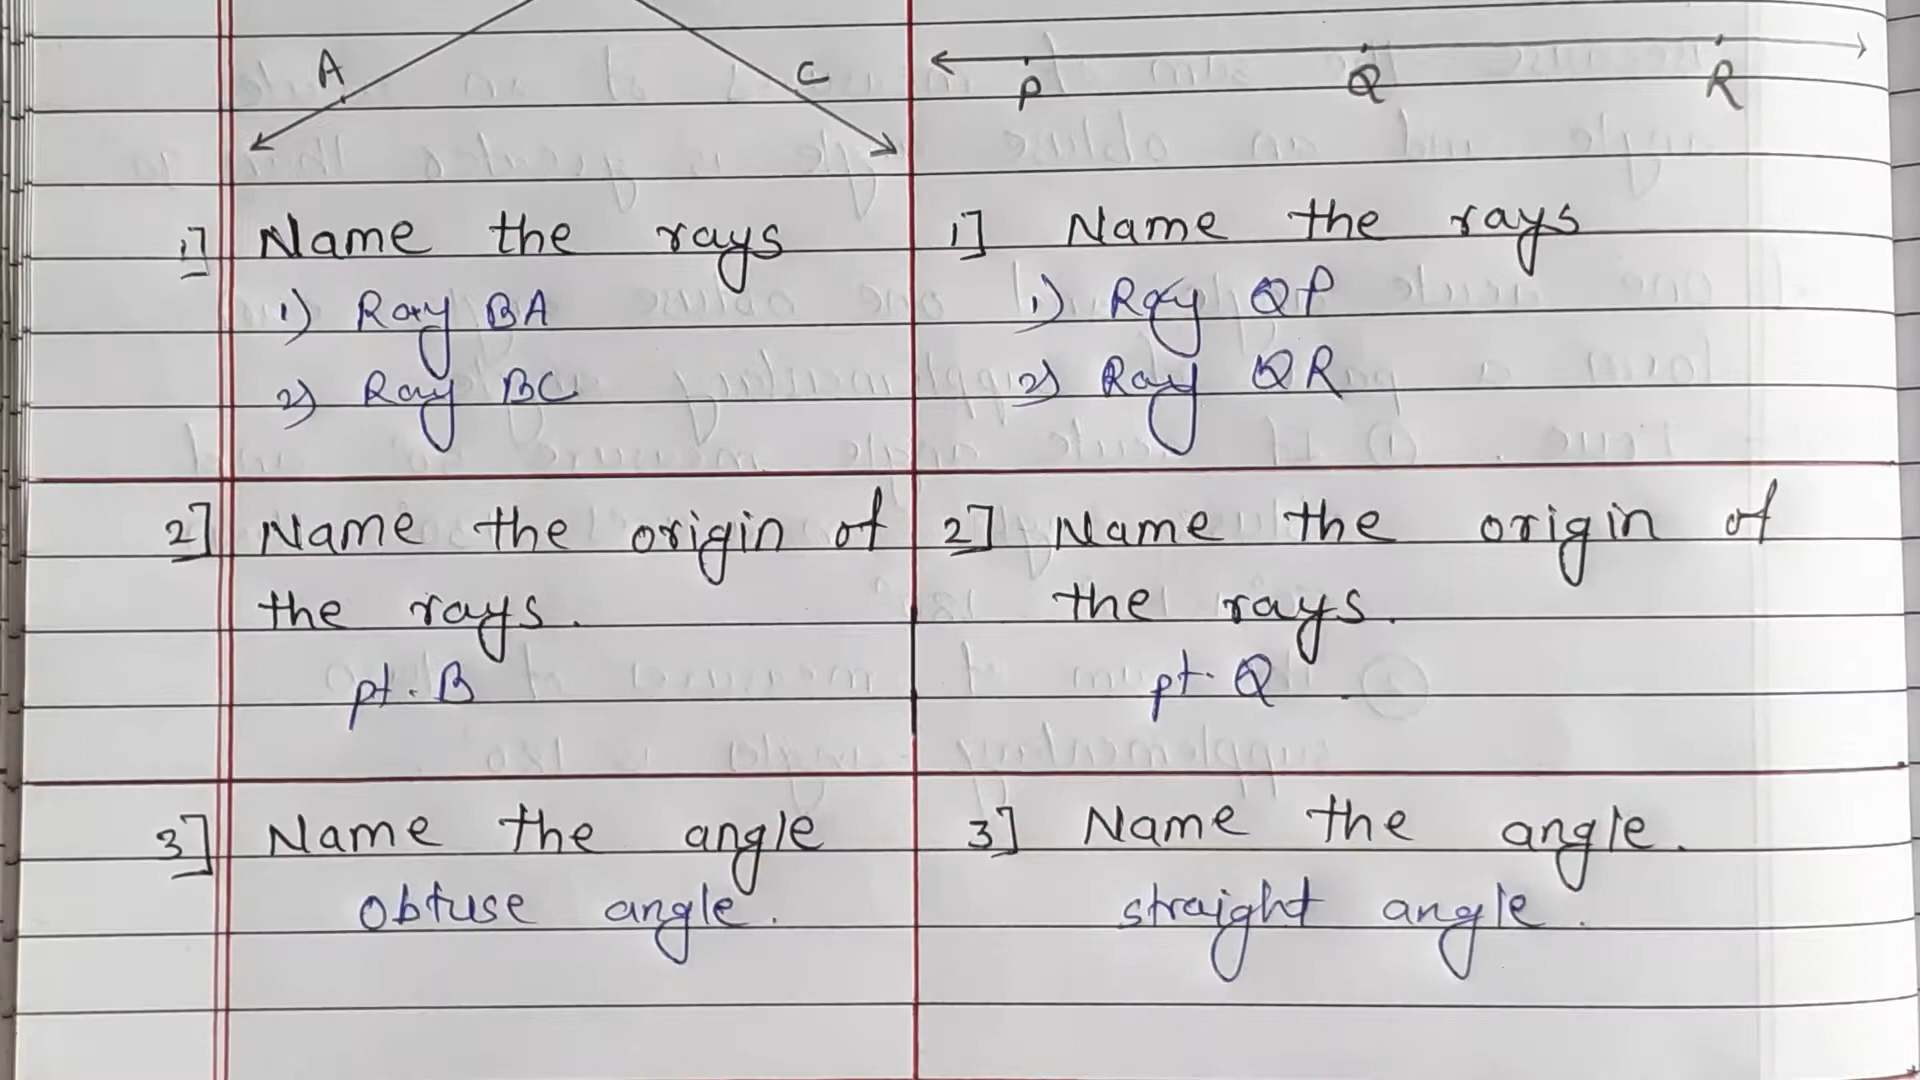 A
C
1] Name the rays
1) Ray BA
2) Ray BC
2] Name the origin of
the rays.
pt. B
3] Name the angle
obtuse angle.
P Q R
1] Name the rays
1) Ray QP
2) Ray QR
2] Name the origin of
the rays.
pt. Q
3] Name the angle.
straight angle.